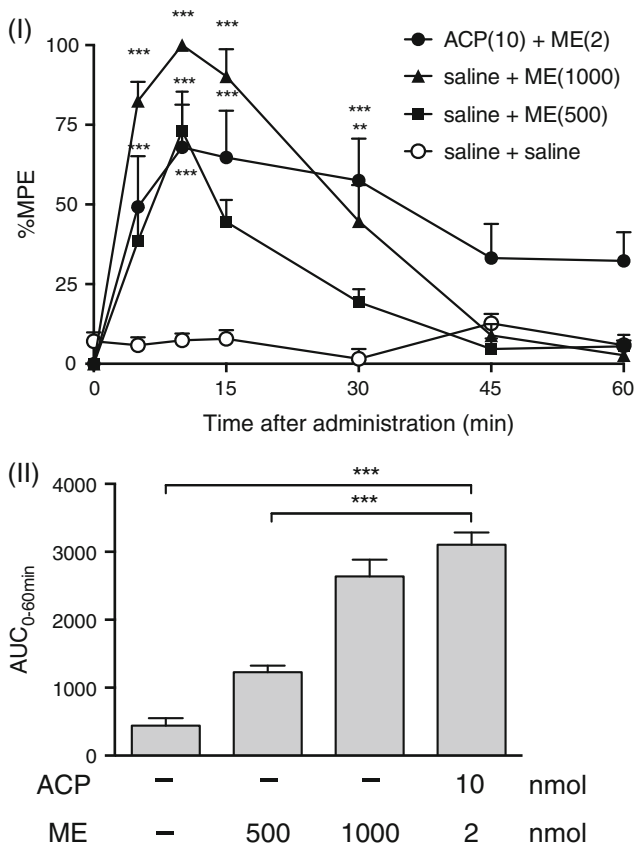 (I)
100
75
50
25
0
%MPE
***
***
***
***
***
***
***
***
**
ACP(10) + ME(2)
saline + ME(1000)
saline + ME(500)
saline + saline
0
15
30
45
60
Time after administration (min)
(II)
4000
3000
2000
1000
0
AUC0-60min
***
***
ACP – – – 10 nmol
ME – 500 1000 2 nmol